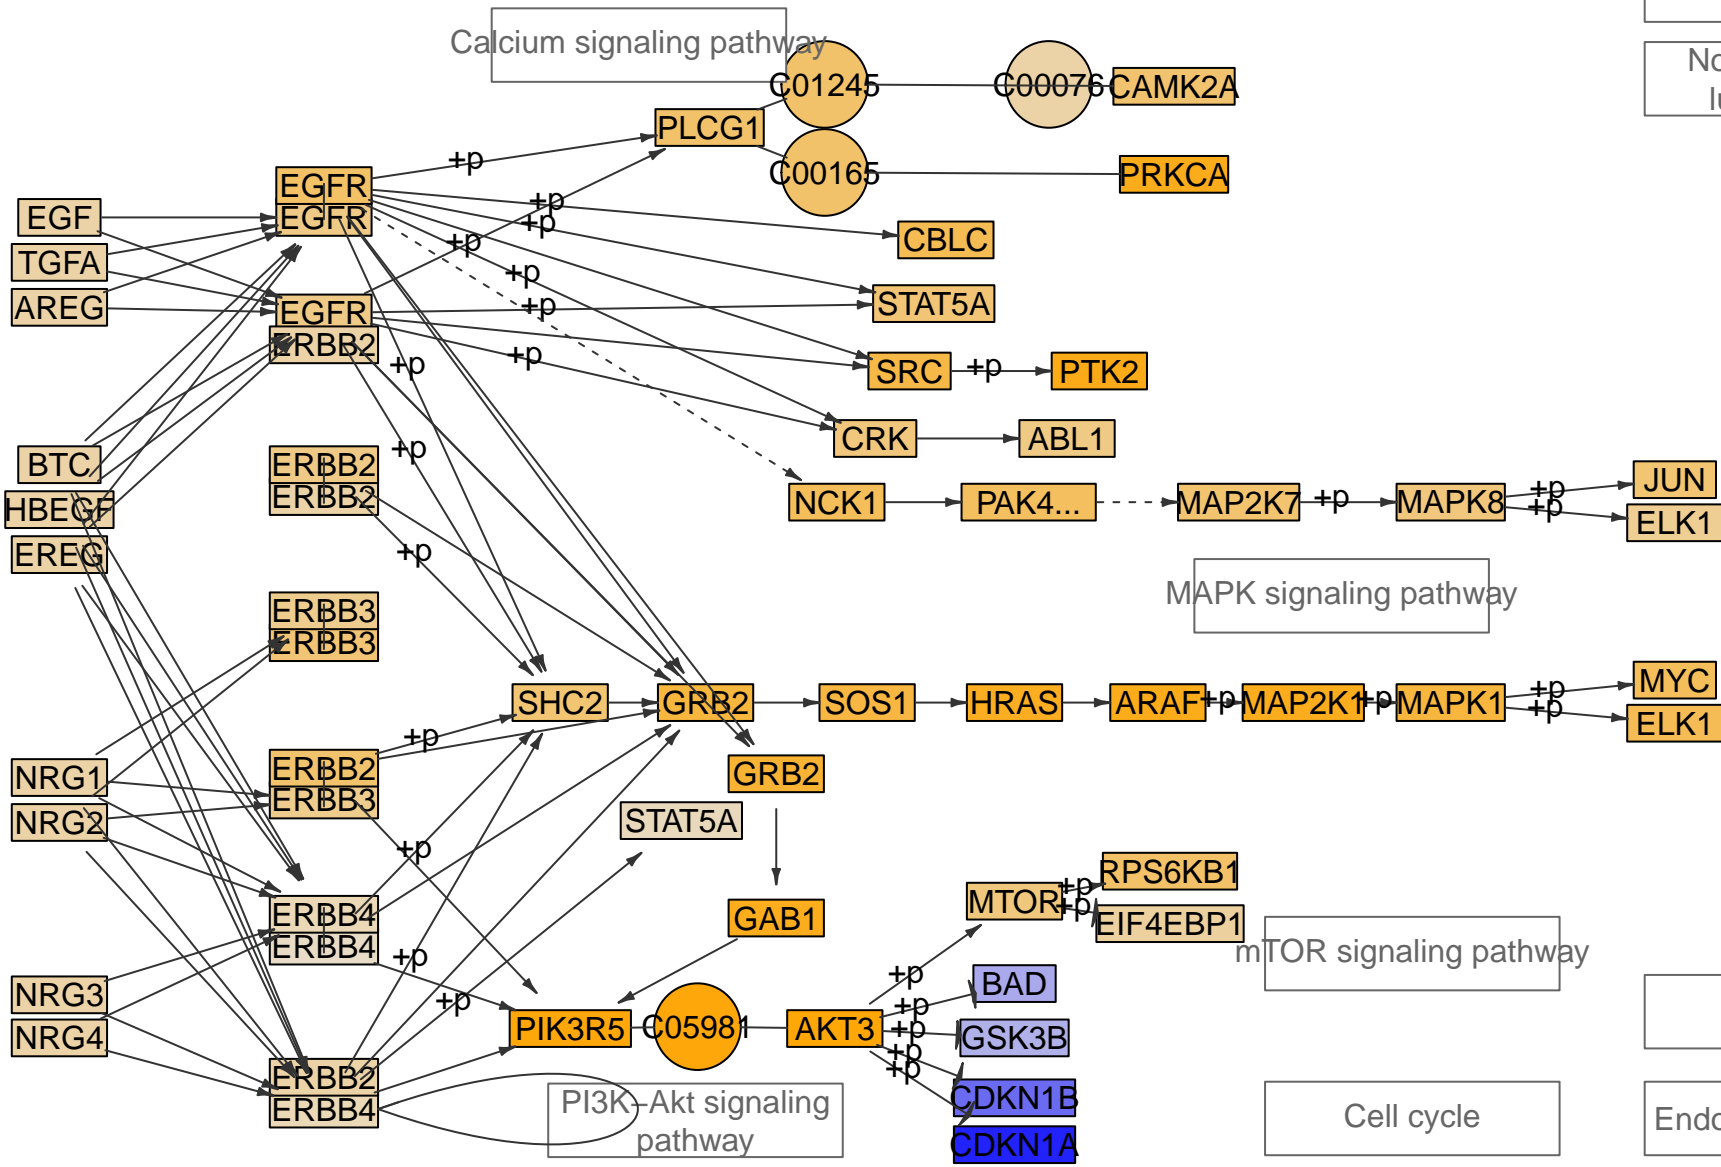 Calcium signaling pathway
C01245
C00076
CAMK2A
No
lu
PLCG1
C00165
PRKCA
+p
EGFR
EGFR
EGF
TGFA
AREG
+p
+p
+p
+p
+p
+p
+p
CBLC
STAT5A
EGFR
ERBB2
SRC
+p
PTK2
CRK
ABL1
BTC
HBEGF
EREG
ERBB2
ERBB2
+p
+p
NCK1
PAK4...
MAP2K7
+p
MAPK8
+p
+p
JUN
ELK1
MAPK signaling pathway
ERBB3
ERBB3
SHC2
GRB2
SOS1
HRAS
ARAF
+p
MAP2K1
+p
MAPK1
+p
+p
MYC
ELK1
NRG1
NRG2
ERBB2
ERBB3
+p
GRB2
STAT5A
+p
MTOR
+p
+p
RPS6KB1
EIF4EBP1
ERBB4
ERBB4
GAB1
mTOR signaling pathway
+p
+p
NRG3
NRG4
PIK3R5
C05981
AKT3
+p
+p
+p
+p
+p
BAD
GSK3B
CDKN1B
CDKN1A
ERBB2
ERBB4
PI3K–Akt signaling
pathway
Cell cycle
Endo